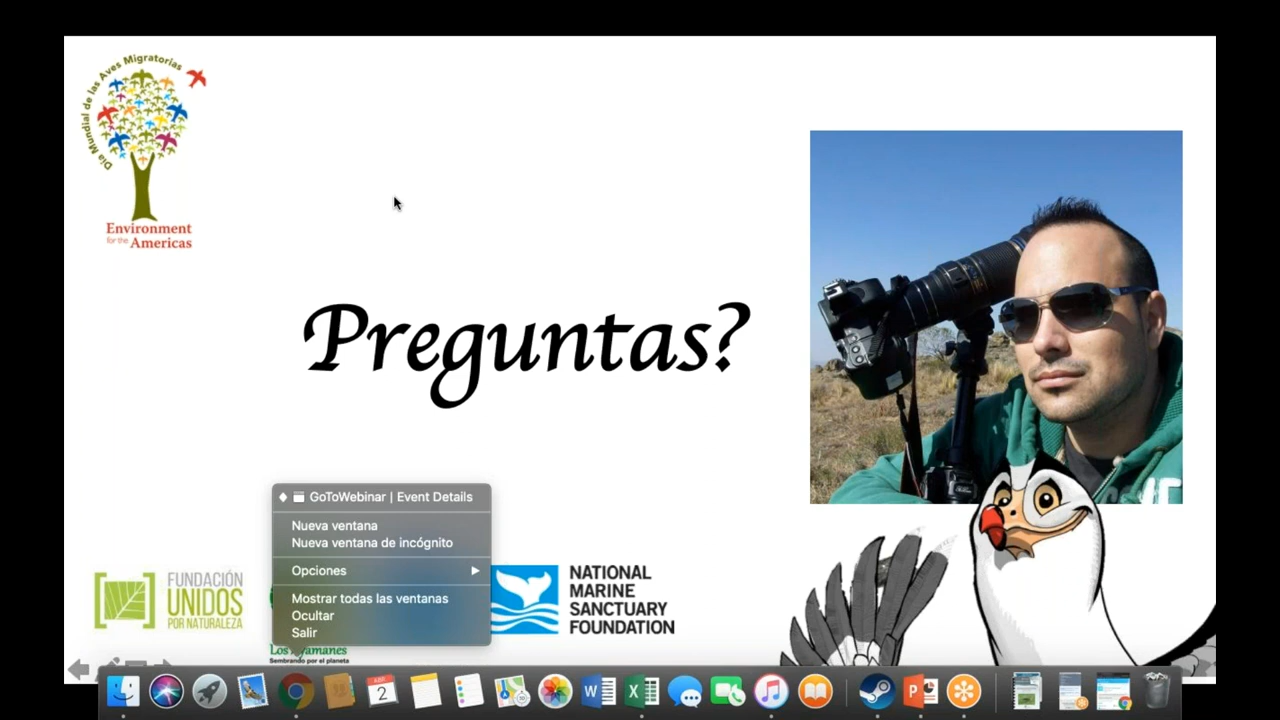 Día Mundial de las Aves Migratorias
Environment
for the Americas
Preguntas?
GoToWebinar | Event Details
Nueva ventana
Nueva ventana de incógnito
Opciones
Mostrar todas las ventanas
Ocultar
Salir
FUNDACIÓN
UNIDOS
POR NATURALEZA
Sembrando por el planeta
NATIONAL
MARINE
SANCTUARY
FOUNDATION
2